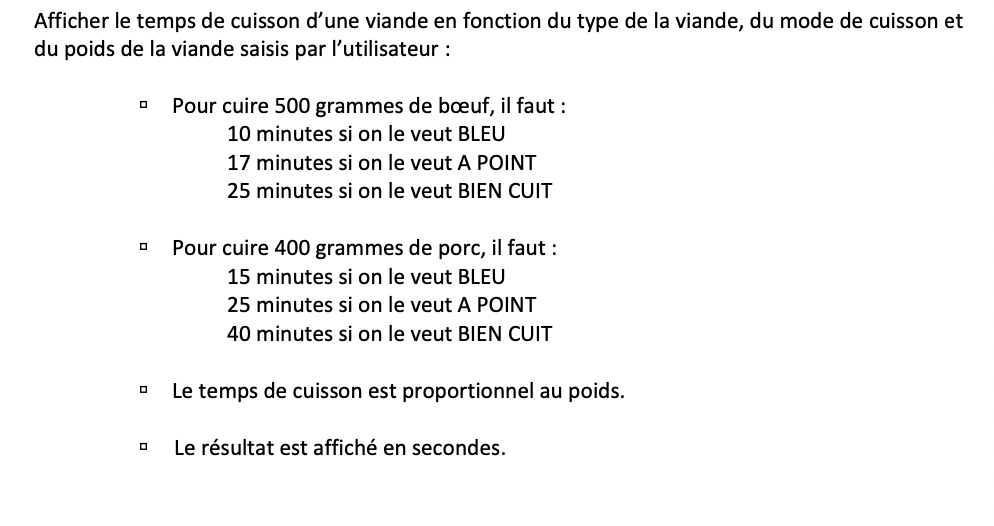 Afficher le temps de cuisson d’une viande en fonction du type de la viande, du mode de cuisson et
du poids de la viande saisis par l’utilisateur :
▫ Pour cuire 500 grammes de bœuf, il faut :
10 minutes si on le veut BLEU
17 minutes si on le veut A POINT
25 minutes si on le veut BIEN CUIT
▫ Pour cuire 400 grammes de porc, il faut :
15 minutes si on le veut BLEU
25 minutes si on le veut A POINT
40 minutes si on le veut BIEN CUIT
▫ Le temps de cuisson est proportionnel au poids.
▫ Le résultat est affiché en secondes.